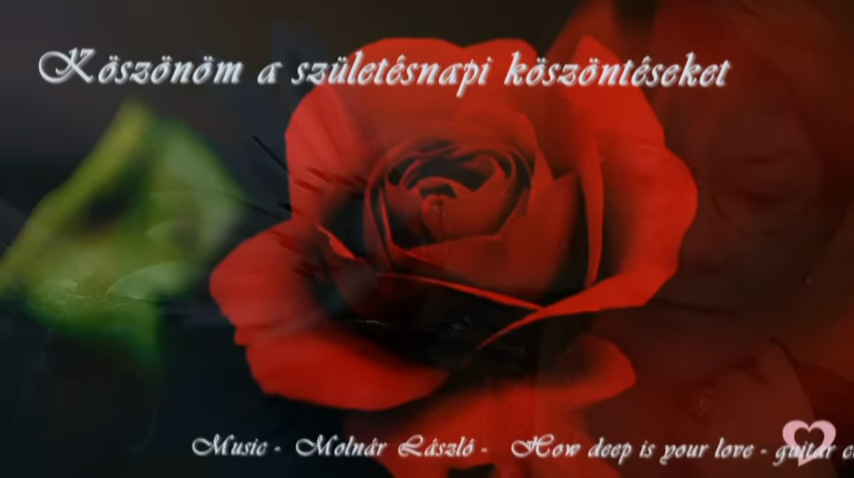 Köszönöm a születésnapi köszöntéseket
Music - Molnár László - How deep is your love - guitar